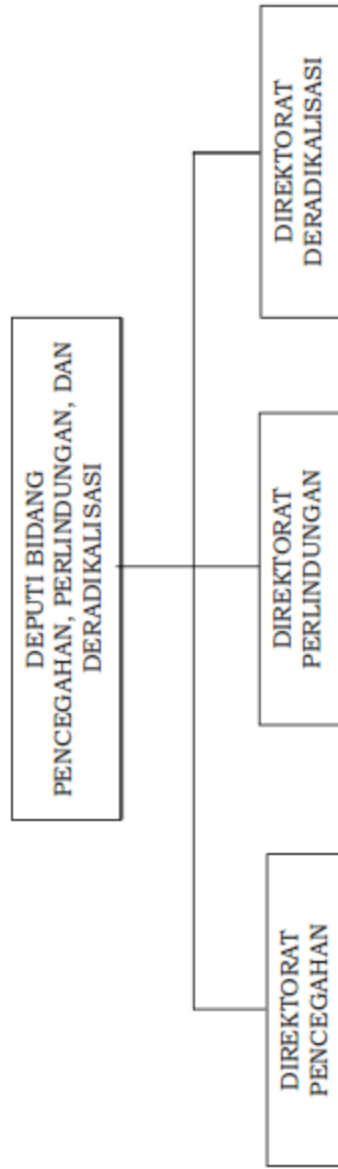 DEPUTI BIDANG
PENCEGAHAN, PERLINDUNGAN, DAN
DERADIKALISASI
DIREKTORAT
PENCEGAHAN
DIREKTORAT
PERLINDUNGAN
DIREKTORAT
DERADIKALISASI